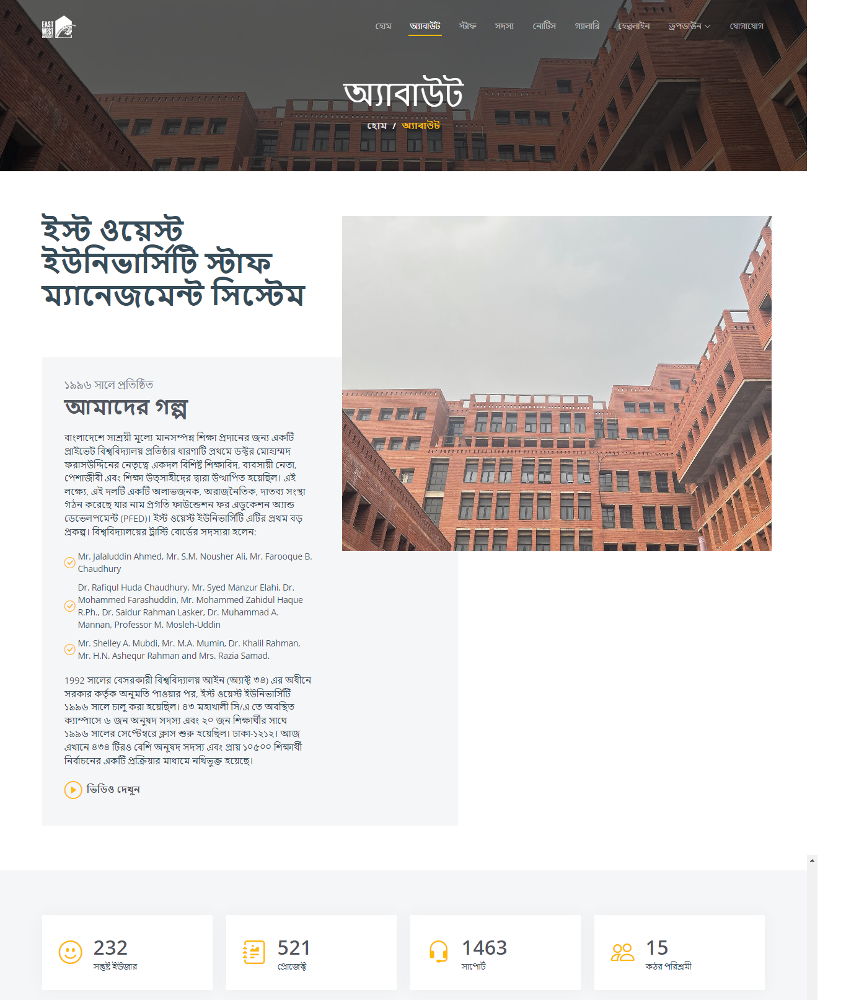 EAST
WEST
UNIVERSITY
হোম অ্যাবাউট স্টাফ সদস্য নোটিস গ্যালারি হেল্পলাইন ড্রপডাউন যোগাযোগ
অ্যাবাউট
হোম / অ্যাবাউট
ইস্ট ওয়েস্ট
ইউনিভার্সিটি স্টাফ
ম্যানেজমেন্ট সিস্টেম
১৯৯৬ সালে প্রতিষ্ঠিত
আমাদের গল্প
বাংলাদেশে সাশ্রয়ী মূল্যে মানসম্পন্ন শিক্ষা প্রদানের জন্য একটি
প্রাইভেট বিশ্ববিদ্যালয় প্রতিষ্ঠার ধারণাটি প্রথমে ডক্টর মোহাম্মদ
ফরাসউদ্দিনের নেতৃত্বে একদল বিশিষ্ট শিক্ষাবিদ, ব্যবসায়ী নেতা,
পেশাজীবী এবং শিক্ষা উত্সাহীদের দ্বারা উত্থাপিত হয়েছিল। এই
লক্ষ্যে, এই দলটি একটি অলাভজনক, অরাজনৈতিক, দাতব্য সংস্থা
গঠন করেছে যার নাম প্রগতি ফাউন্ডেশন ফর এডুকেশন অ্যান্ড
ডেভেলপমেন্ট (PFED)। ইস্ট ওয়েস্ট ইউনিভার্সিটি এটির প্রথম বড়
প্রকল্প। বিশ্ববিদ্যালয়ের ট্রাস্টি বোর্ডের সদস্যরা হলেন:
Mr. Jalaluddin Ahmed, Mr. S.M. Nousher Ali, Mr. Farooque B.
Chaudhury
Dr. Rafiqul Huda Chaudhury, Mr. Syed Manzur Elahi, Dr.
Mohammed Farashuddin, Mr. Mohammed Zahidul Haque
R.Ph., Dr. Saidur Rahman Lasker, Dr. Muhammad A.
Mannan, Professor M. Mosleh-Uddin
Mr. Shelley A. Mubdi, Mr. M.A. Mumin, Dr. Khalil Rahman,
Mr. H.N. Ashequr Rahman and Mrs. Razia Samad.
1992 সালের বেসরকারী বিশ্ববিদ্যালয় আইন (অ্যাক্ট ৩৪) এর অধীনে
সরকার কর্তৃক অনুমতি পাওয়ার পর, ইস্ট ওয়েস্ট ইউনিভার্সিটি
১৯৯৬ সালে চালু করা হয়েছিল। ৪৩ মহাখালী সি/এ তে অবস্থিত
ক্যাম্পাসে ৬ জন অনুষদ সদস্য এবং ২০ জন শিক্ষার্থীর সাথে
১৯৯৬ সালের সেপ্টেম্বরে ক্লাস শুরু হয়েছিল। ঢাকা-১২১২। আজ
এখানে ৪৩৪ টিরও বেশি অনুষদ সদস্য এবং প্রায় ১০৫০০ শিক্ষার্থী
নির্বাচনের একটি প্রক্রিয়ার মাধ্যমে নথিভুক্ত হয়েছে।
ভিডিও দেখুন
232
সন্তুষ্ট ইউজার
521
প্রোজেক্ট
1463
সাপোর্ট
15
কঠর পরিশ্রমী